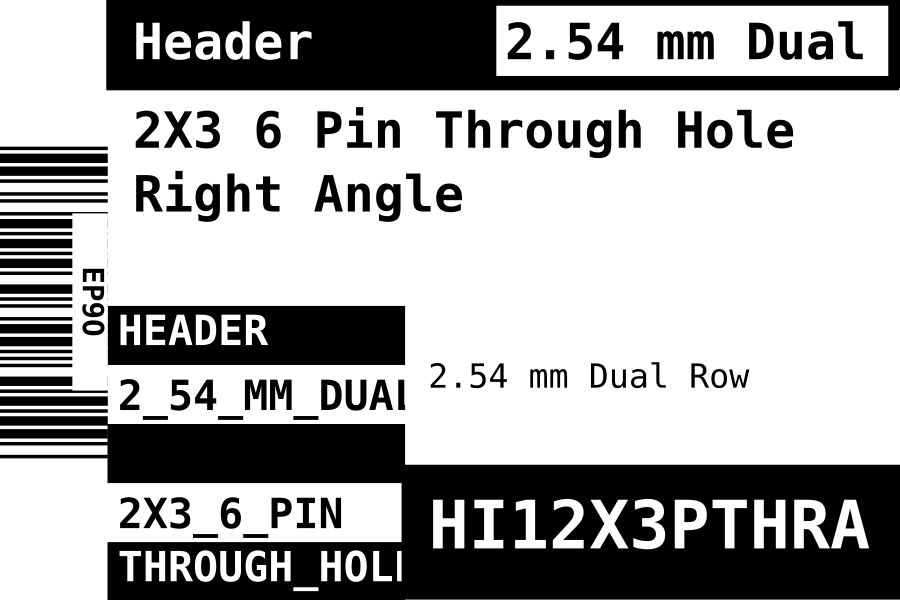 Header
2.54 mm Dual
2X3 6 Pin Through Hole
Right Angle
EP90
HEADER
2_54_MM_DUAL
2.54 mm Dual Row
2X3_6_PIN
THROUGH_HOL
HI12X3PTHRA